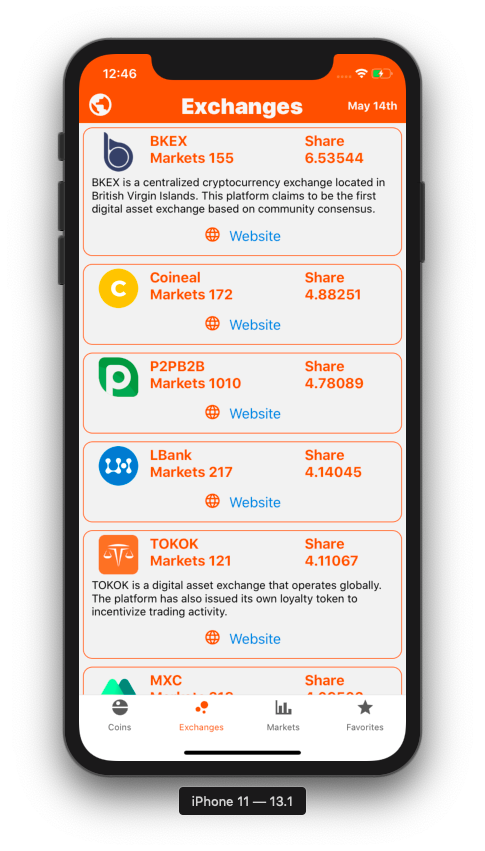 12:46
Exchanges
May 14th
BKEX
Share
Markets 155
6.53544
BKEX is a centralized cryptocurrency exchange located in
British Virgin Islands. This platform claims to be the first
digital asset exchange based on community consensus.
Website
Coineal
Share
Markets 172
4.88251
Website
P2PB2B
Share
Markets 1010
4.78089
Website
LBank
Share
Markets 217
4.14045
Website
TOKOK
Share
Markets 121
4.11067
TOKOK is a digital asset exchange that operates globally.
The platform has also issued its own loyalty token to
incentivize trading activity.
Website
MXC
Share
Markets
Coins
Exchanges
Markets
Favorites
iPhone 11 — 13.1